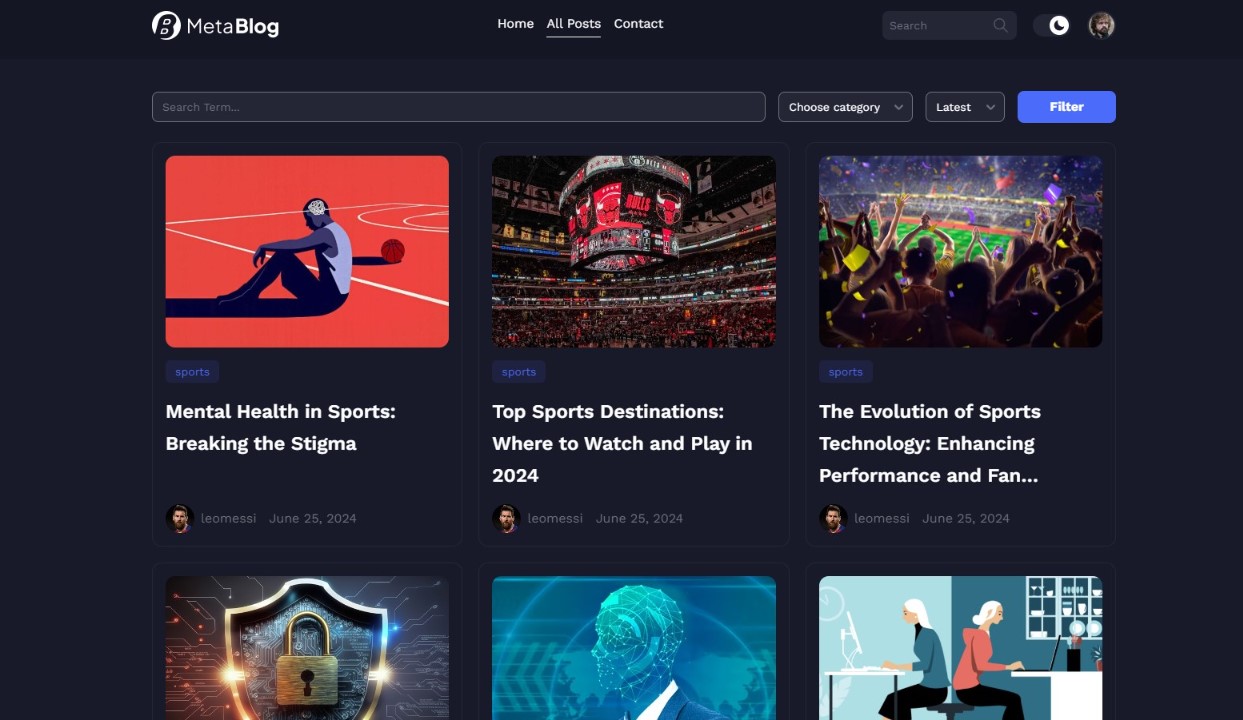 MetaBlog
Home All Posts Contact
Search
Search Term...
Choose category
Latest
Filter
BULLS
sports
Mental Health in Sports:
Breaking the Stigma
leomessi June 25, 2024
sports
Top Sports Destinations:
Where to Watch and Play in
2024
leomessi June 25, 2024
sports
The Evolution of Sports
Technology: Enhancing
Performance and Fan...
leomessi June 25, 2024